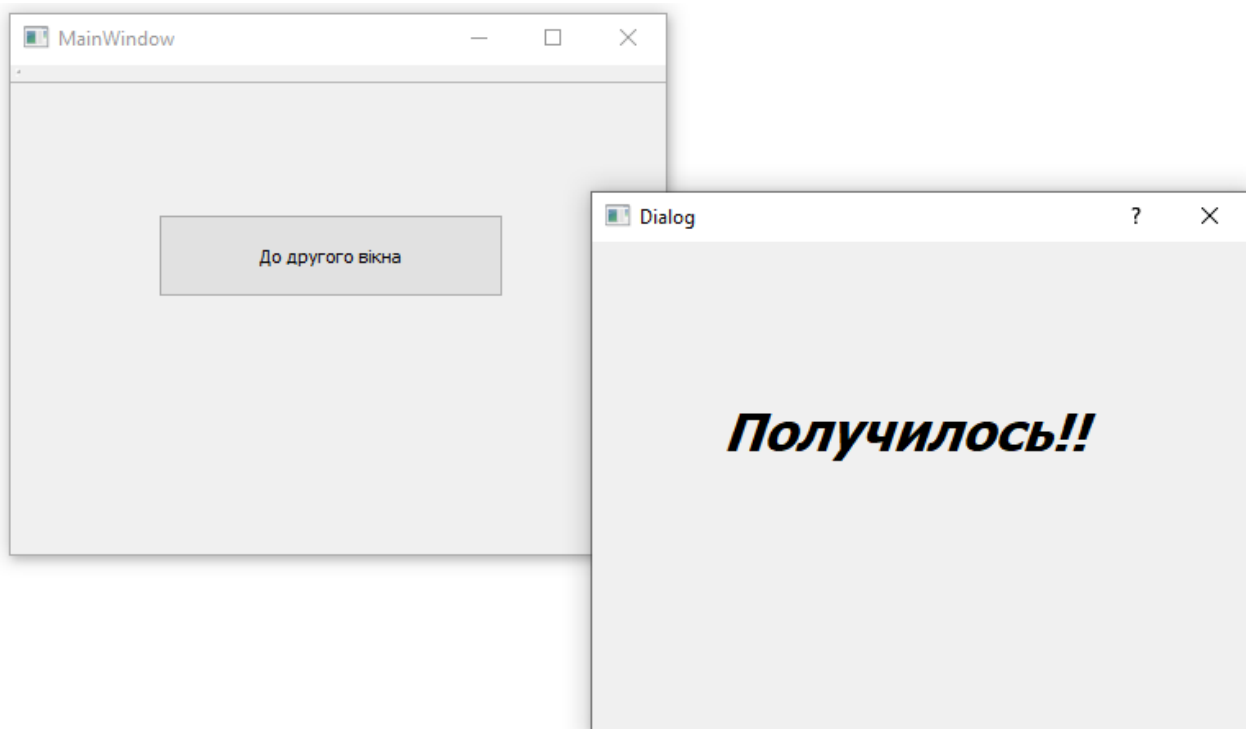 MainWindow
До другого вікна
Dialog
?
Получилось!!